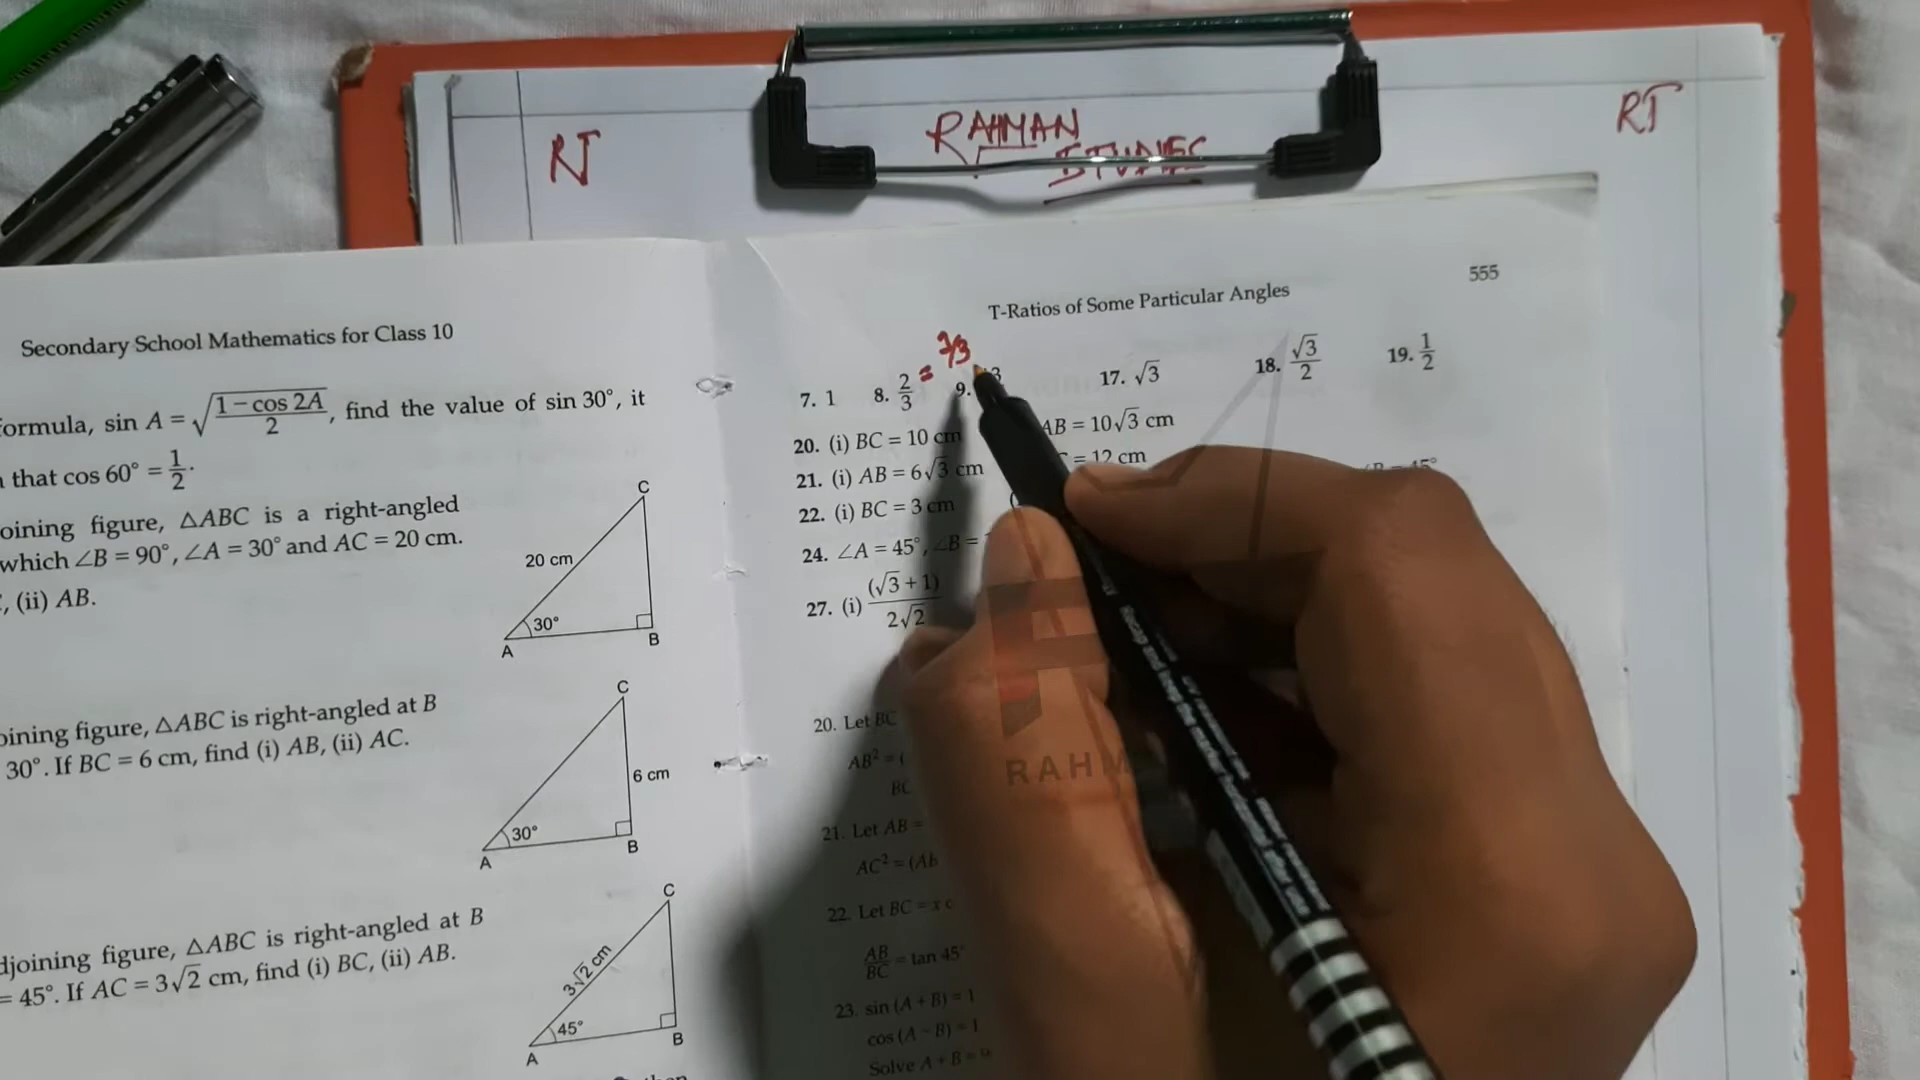 RT
RAHMAN
STUDIES
RT
Secondary School Mathematics for Class 10
formula, sin A = √((1 − cos 2A)/2), find the value of sin 30°, it
that cos 60° = 1/2.
joining figure, △ABC is a right-angled
which ∠B = 90°, ∠A = 30° and AC = 20 cm.
, (ii) AB.
C
20 cm
30°
A
B
oining figure, △ABC is right-angled at B
30°. If BC = 6 cm, find (i) AB, (ii) AC.
C
6 cm
30°
A
B
djoining figure, △ABC is right-angled at B
= 45°. If AC = 3√2 cm, find (i) BC, (ii) AB.
C
3√2 cm
45°
A
B
555
T-Ratios of Some Particular Angles
7. 1 8. 2/3 = 9. 17. √3 18. √3/2 19. 1/2
20. (i) BC = 10 cm AB = 10√3 cm
21. (i) AB = 6√3 cm = 12 cm
22. (i) BC = 3 cm
24. ∠A = 45°, ∠B =
27. (i) (√3 + 1)/2√2
20. Let BC
AB² = (
BC
21. Let AB =
AC² = (Ab
22. Let BC = x c
AB/BC = tan 45°
23. sin (A + B) = 1
cos (A − B) = 1
Solve A + B = 9
RAHM